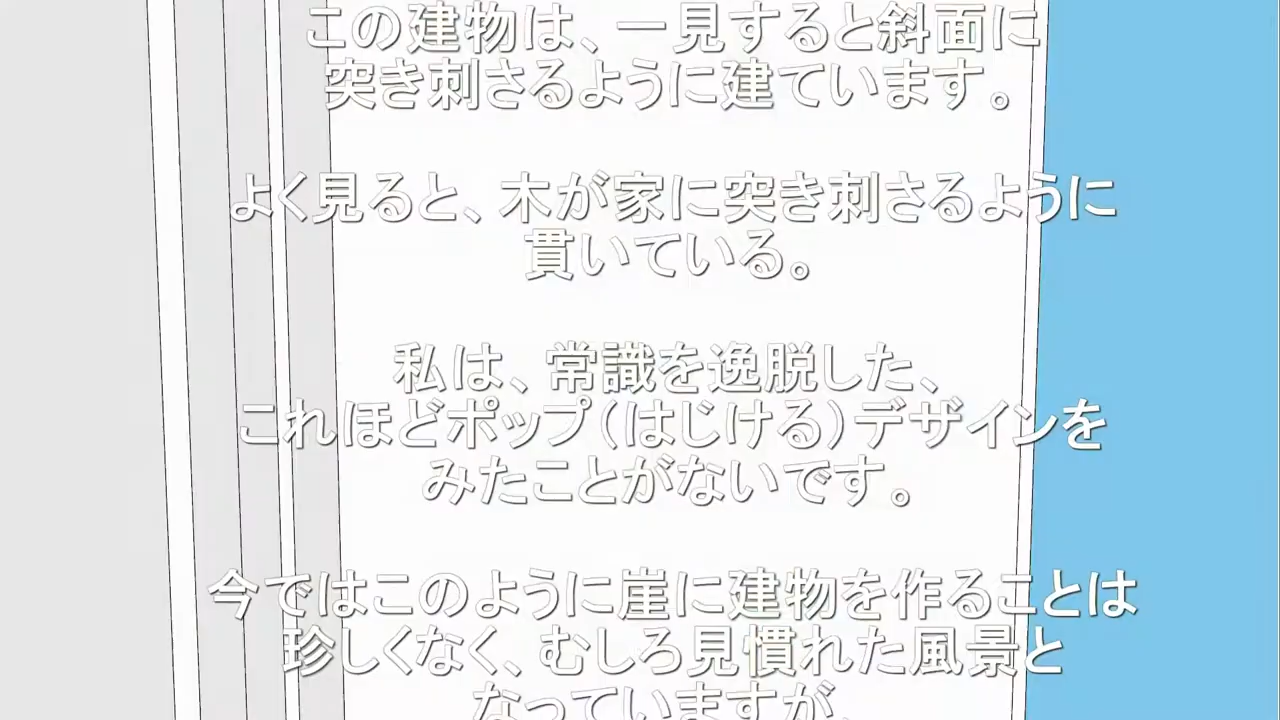 この建物は、一見すると斜面に
突き刺さるように建ています。
よく見ると、木が家に突き刺さるように
貫いている。
私は、常識を逸脱した、
これほどポップ（はじける）デザインを
みたことがないです。
今ではこのように崖に建物を作ることは
珍しくなく、むしろ見慣れた風景と
なっていますが、